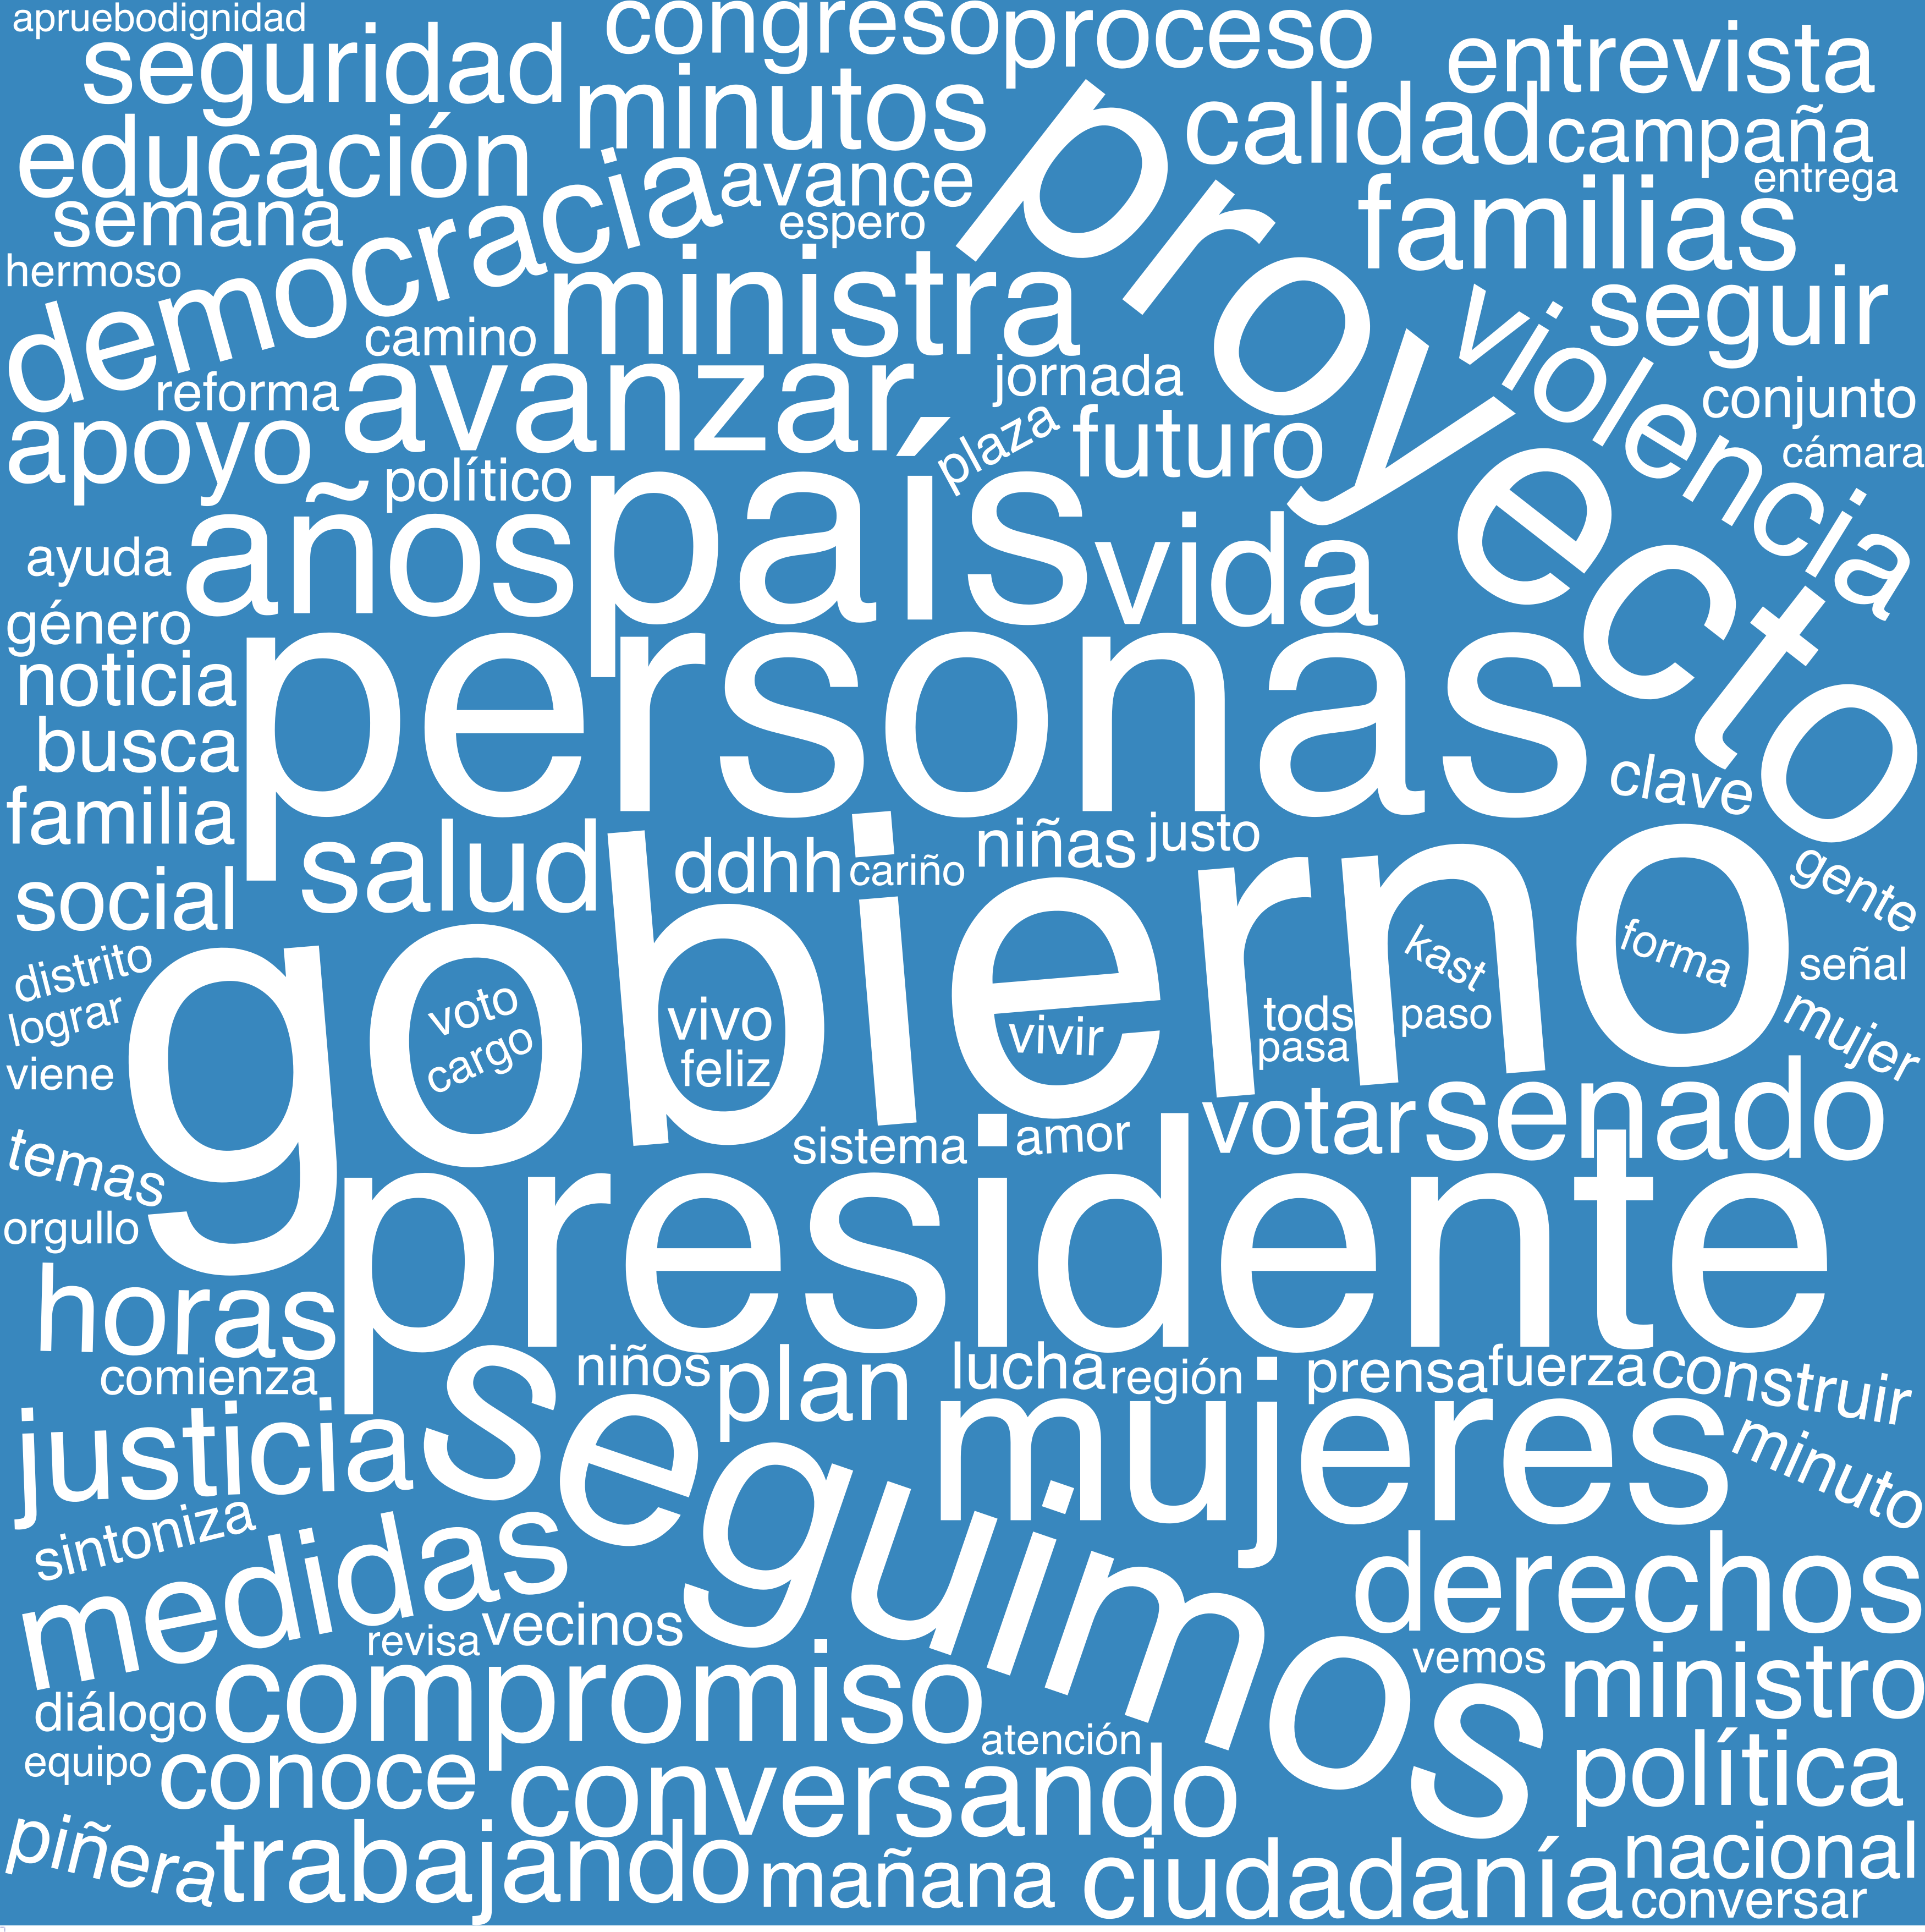 apruebodignidad
congreso
proceso
entrevista
seguridad
minutos
calidad
campaña
educación
avance
entrega
semana
espero
familias
hermoso
democracia
ministra
proyecto
violencia
seguir
camino
reforma
avanzar
jornada
conjunto
apoyo
político
plaza
futuro
cámara
ayuda
años
país
vida
género
noticia
personas
busca
clave
familia
salud
ddhh
cariño
niñas
justo
gente
social
gobierno
kast
forma
señal
distrito
voto
lograr
cargo
vivo
vivir
tods
paso
mujer
viene
feliz
pasa
temas
sistema
amor
votar
senado
orgullo
presidente
horas
comienza
niños
plan
lucha
región
prensa
fuerza
construir
justicia
seguimos
mujeres
minuto
sintoniza
medidas
revisa
vecinos
derechos
vemos
diálogo
compromiso
ministro
equipo
conoce
atención
conversando
política
piñera
trabajando
mañana
ciudadanía
nacional
conversar